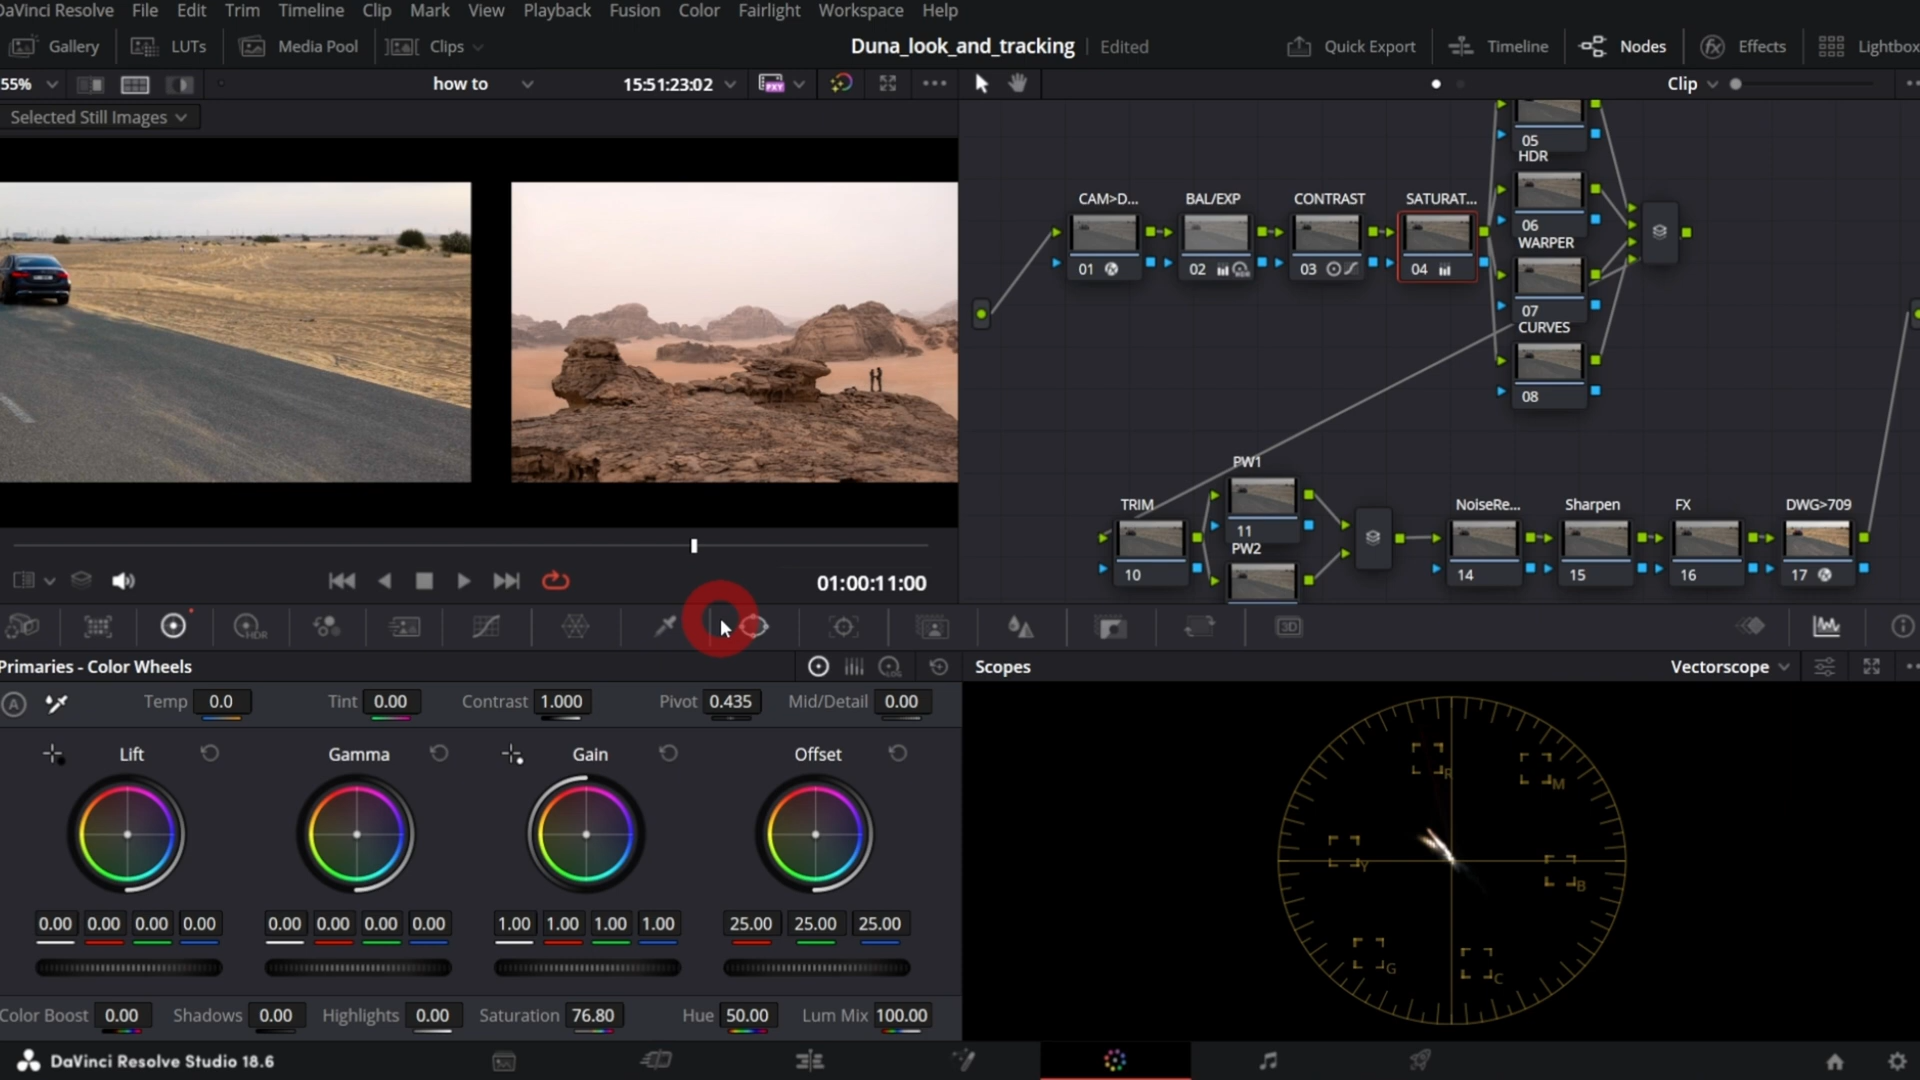 DaVinci Resolve File Edit Trim Timeline Clip Mark View Playback Fusion Color Fairlight Workspace Help
Gallery LUTs Media Pool Clips Duna_look_and_tracking Edited Quick Export Timeline Nodes Effects Lightbox
55% how to 15:51:23:02 PXY Clip
Selected Still Images
05
HDR
06
WARPER
07
CURVES
08
CAM>D... BAL/EXP CONTRAST SATURAT...
01 02 03 04
PW1
11
PW2
TRIM NoiseRe... Sharpen FX DWG>709
10 14 15 16 17
01:00:11:00
HDR 3D
Primaries - Color Wheels
Scopes Vectorscope
A Temp 0.0 Tint 0.00 Contrast 1.000 Pivot 0.435 Mid/Detail 0.00
Lift Gamma Gain Offset
0.00 0.00 0.00 0.00 0.00 0.00 0.00 0.00 1.00 1.00 1.00 1.00 25.00 25.00 25.00
R M Y B G C
Color Boost 0.00 Shadows 0.00 Highlights 0.00 Saturation 76.80 Hue 50.00 Lum Mix 100.00
DaVinci Resolve Studio 18.6